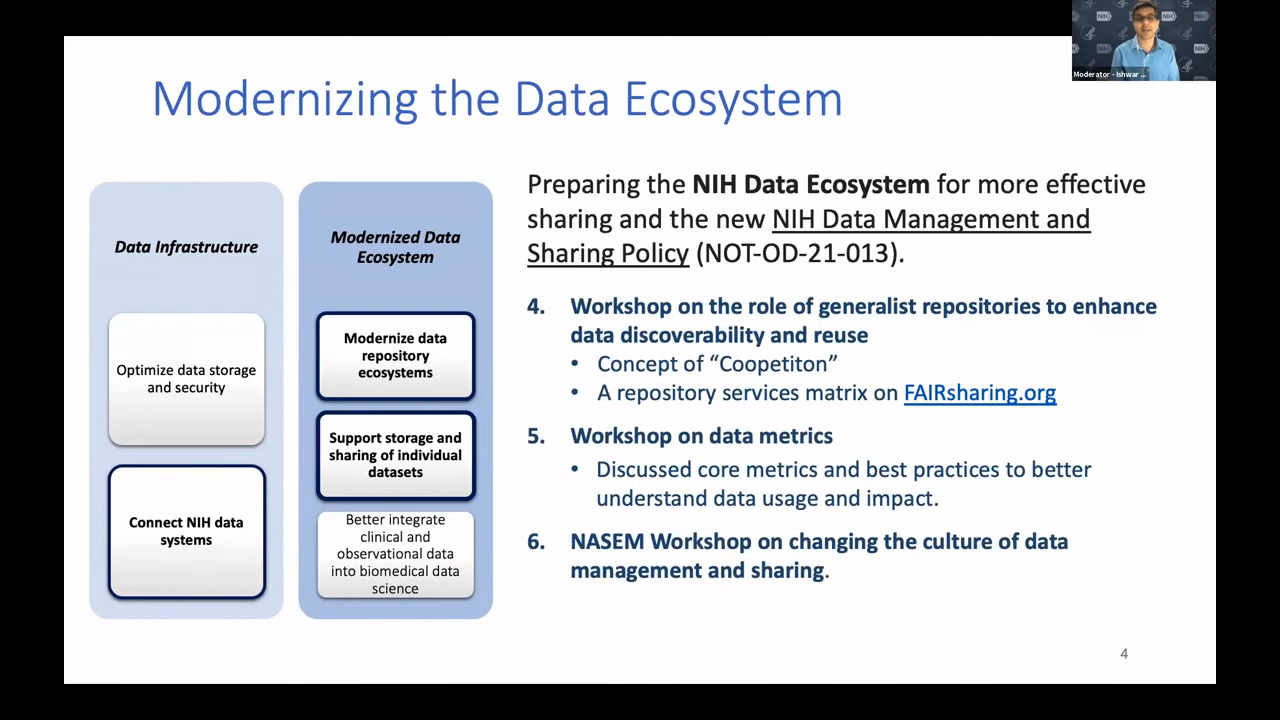 Modernizing the Data Ecosystem
Moderator - Ishwar ...
NIH
NIH
NIH
NIH
Data Infrastructure
Optimize data storage
and security
Connect NIH data
systems
Modernized Data
Ecosystem
Modernize data
repository
ecosystems
Support storage and
sharing of individual
datasets
Better integrate
clinical and
observational data
into biomedical data
science
Preparing the NIH Data Ecosystem for more effective
sharing and the new NIH Data Management and
Sharing Policy (NOT-OD-21-013).
4. Workshop on the role of generalist repositories to enhance
data discoverability and reuse
• Concept of “Coopetiton”
• A repository services matrix on FAIRsharing.org
5. Workshop on data metrics
• Discussed core metrics and best practices to better
understand data usage and impact.
6. NASEM Workshop on changing the culture of data
management and sharing.
4